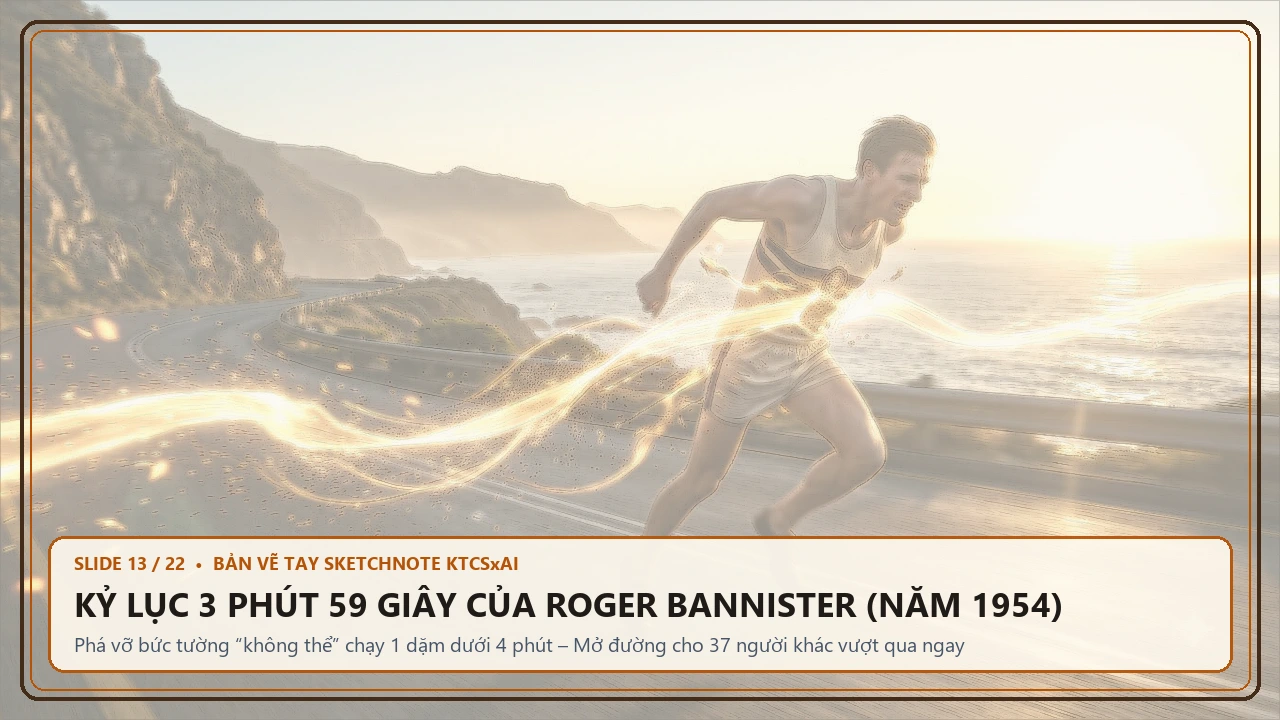 SLIDE 13 / 22 • BẢN VẼ TAY SKETCHNOTE KTCSxAI
KỶ LỤC 3 PHÚT 59 GIÂY CỦA ROGER BANNISTER (NĂM 1954)
Phá vỡ bức tường “không thể” chạy 1 dặm dưới 4 phút – Mở đường cho 37 người khác vượt qua ngay